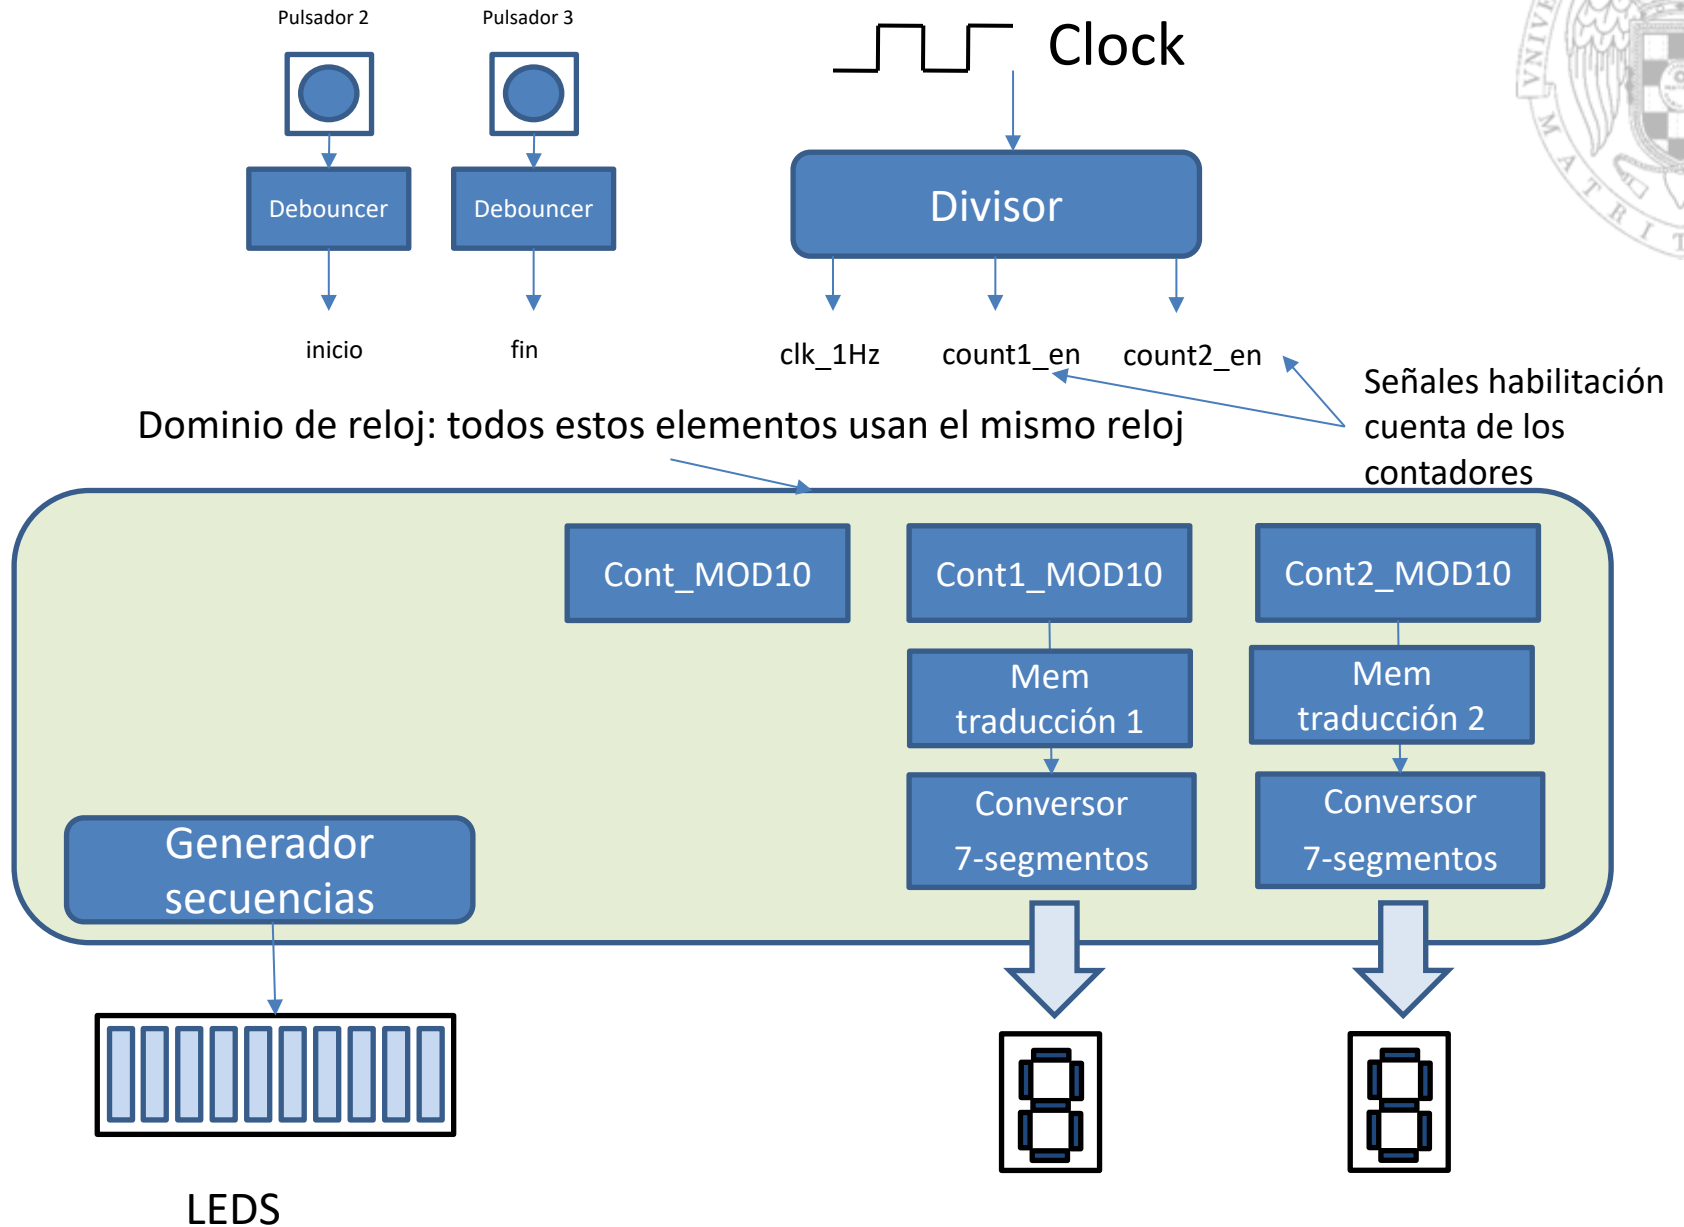 Pulsador 2
Pulsador 3
Clock
Debouncer
Debouncer
Divisor
inicio
fin
clk_1Hz
count1_en
count2_en
Señales habilitación
cuenta de los
contadores
Dominio de reloj: todos estos elementos usan el mismo reloj
Cont_MOD10
Cont1_MOD10
Cont2_MOD10
Mem
traducción 1
Mem
traducción 2
Conversor
7-segmentos
Conversor
7-segmentos
Generador
secuencias
LEDS